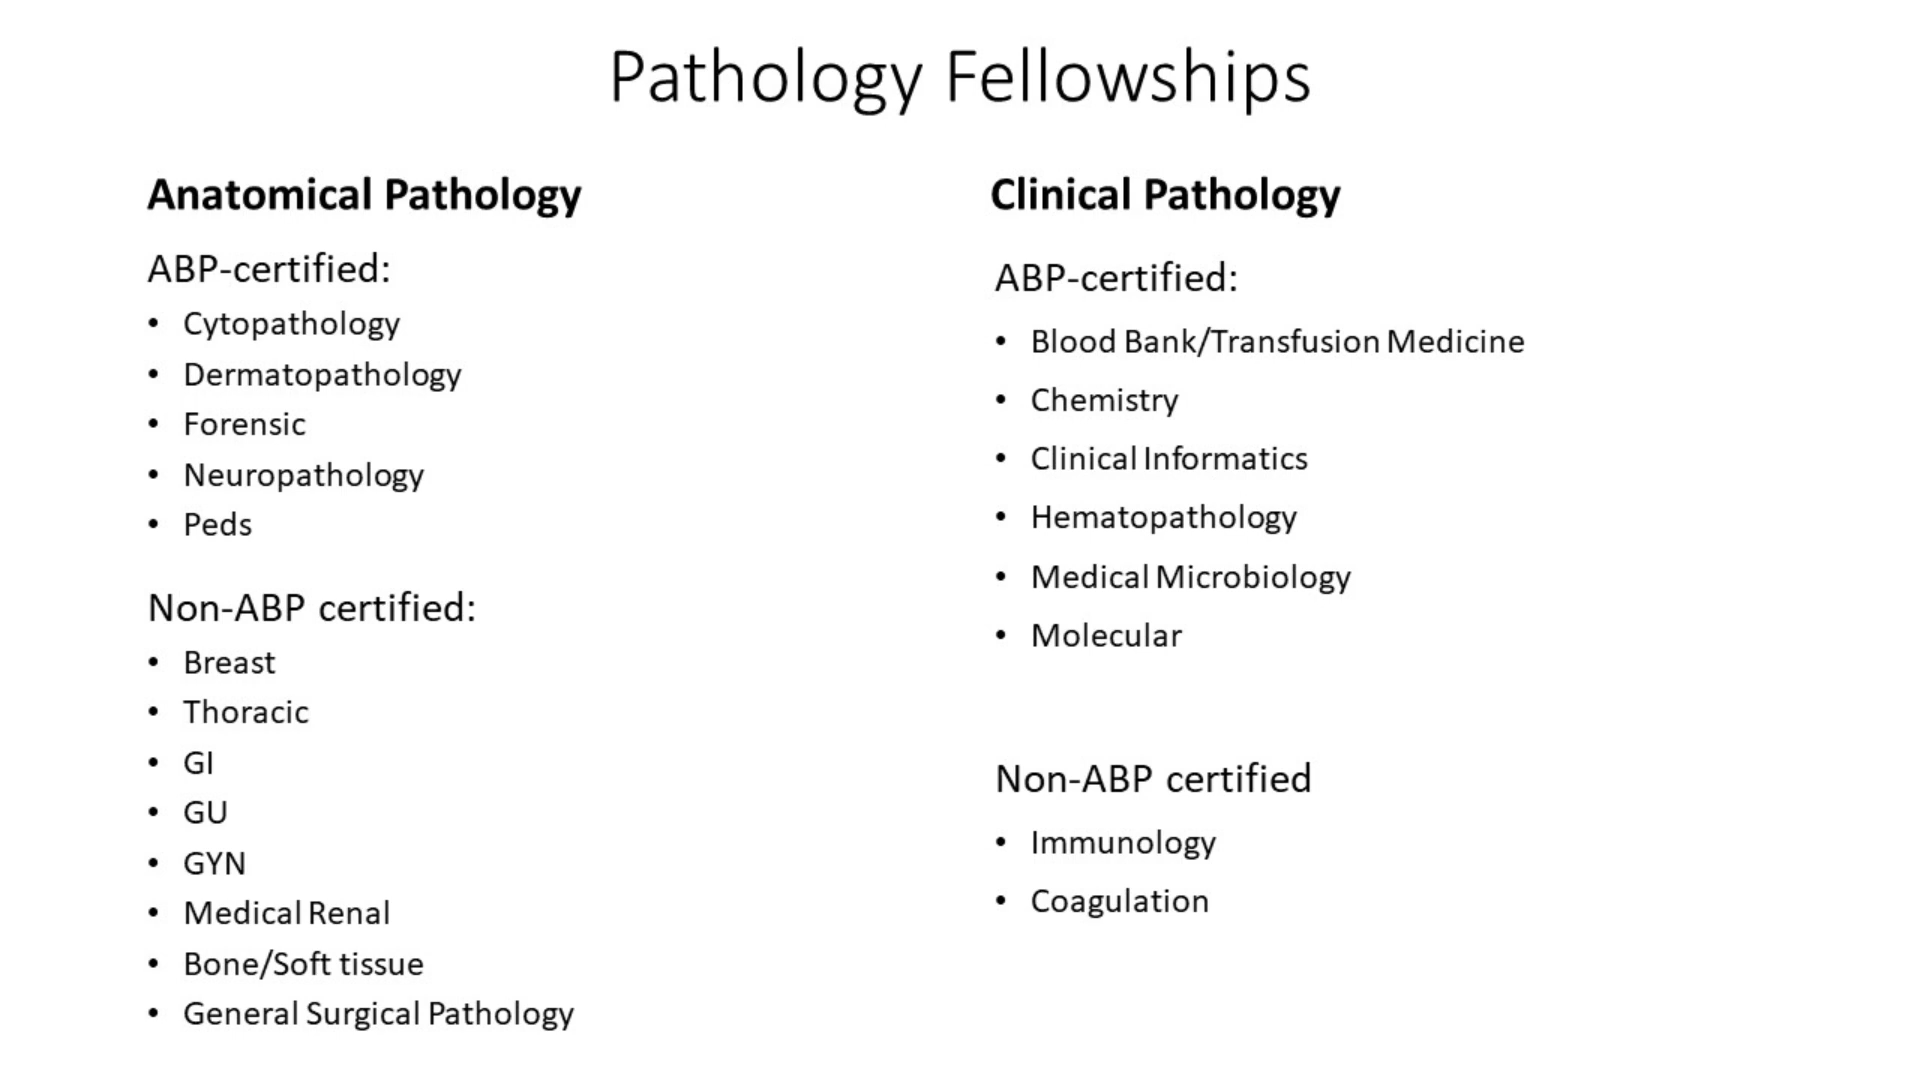 Pathology Fellowships
Anatomical Pathology
ABP-certified:
• Cytopathology
• Dermatopathology
• Forensic
• Neuropathology
• Peds
Non-ABP certified:
• Breast
• Thoracic
• GI
• GU
• GYN
• Medical Renal
• Bone/Soft tissue
• General Surgical Pathology
Clinical Pathology
ABP-certified:
• Blood Bank/Transfusion Medicine
• Chemistry
• Clinical Informatics
• Hematopathology
• Medical Microbiology
• Molecular
Non-ABP certified
• Immunology
• Coagulation